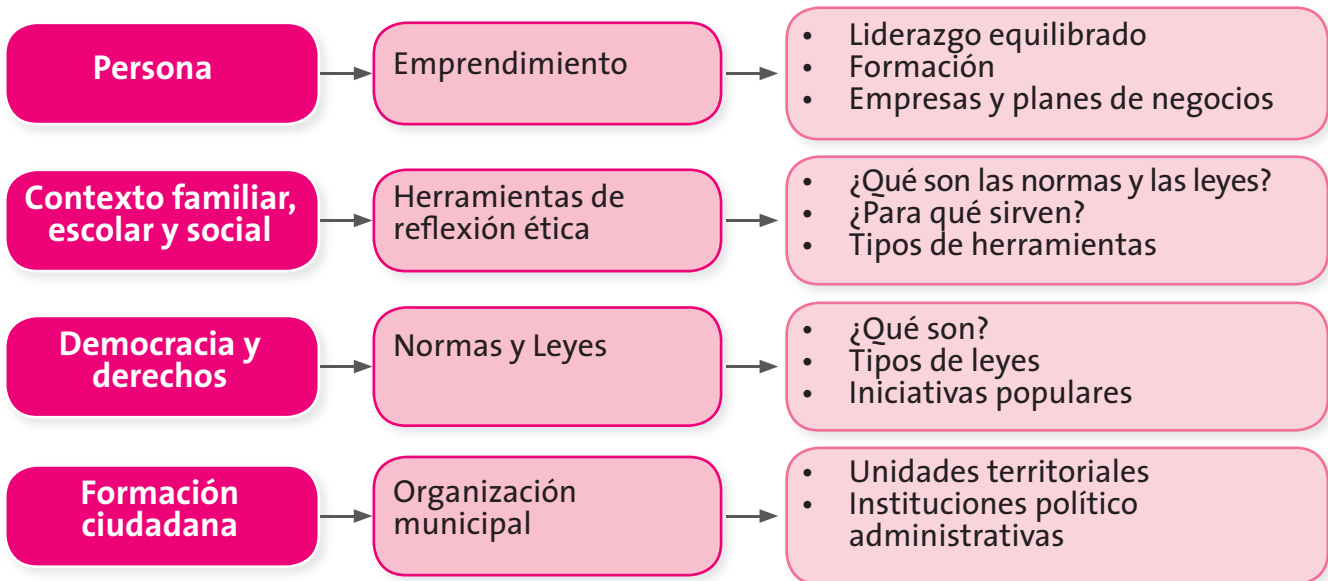 Persona
Emprendimiento
• Liderazgo equilibrado
• Formación
• Empresas y planes de negocios
Contexto familiar,
escolar y social
Herramientas de
reflexión ética
• ¿Qué son las normas y las leyes?
• ¿Para qué sirven?
• Tipos de herramientas
Democracia y
derechos
Normas y Leyes
• ¿Qué son?
• Tipos de leyes
• Iniciativas populares
Formación
ciudadana
Organización
municipal
• Unidades territoriales
• Instituciones político
administrativas